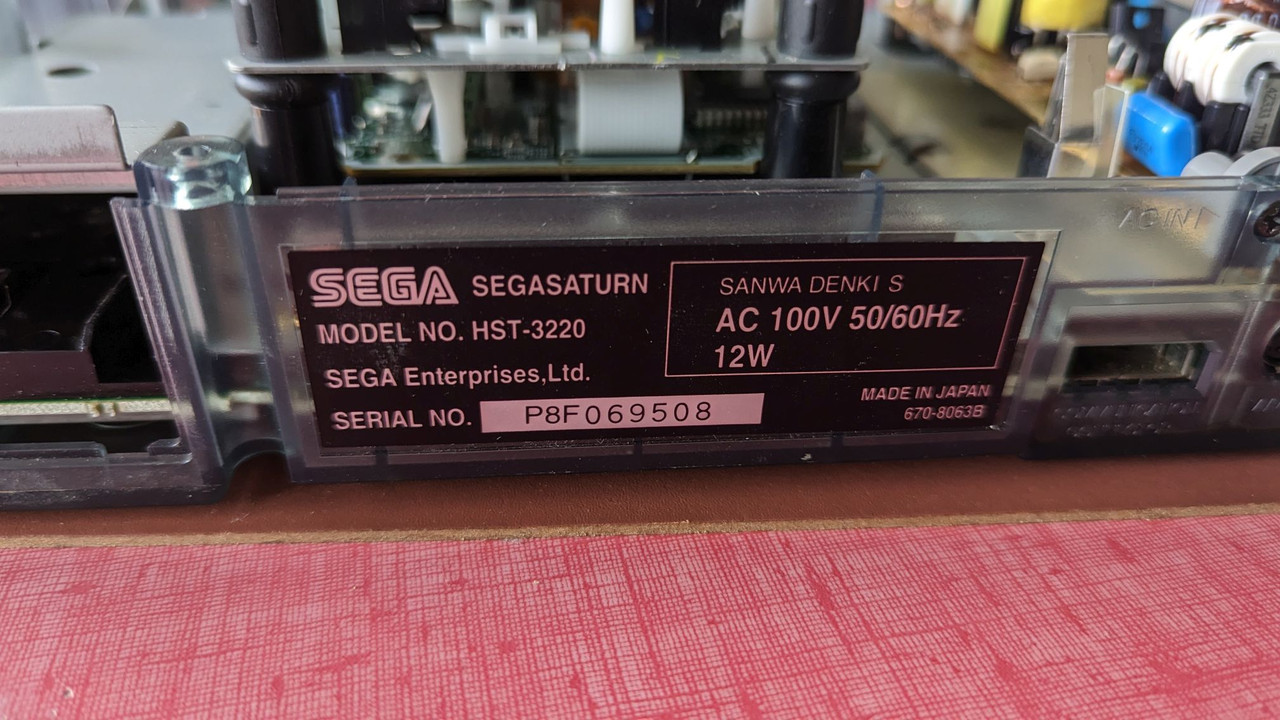 SEGA SEGASATURN
MODEL NO. HST-3220
SEGA Enterprises,Ltd.
SERIAL NO. P8F069508
SANWA DENKI S
AC 100V 50/60Hz
12W
MADE IN JAPAN
670-8063B
AC IN